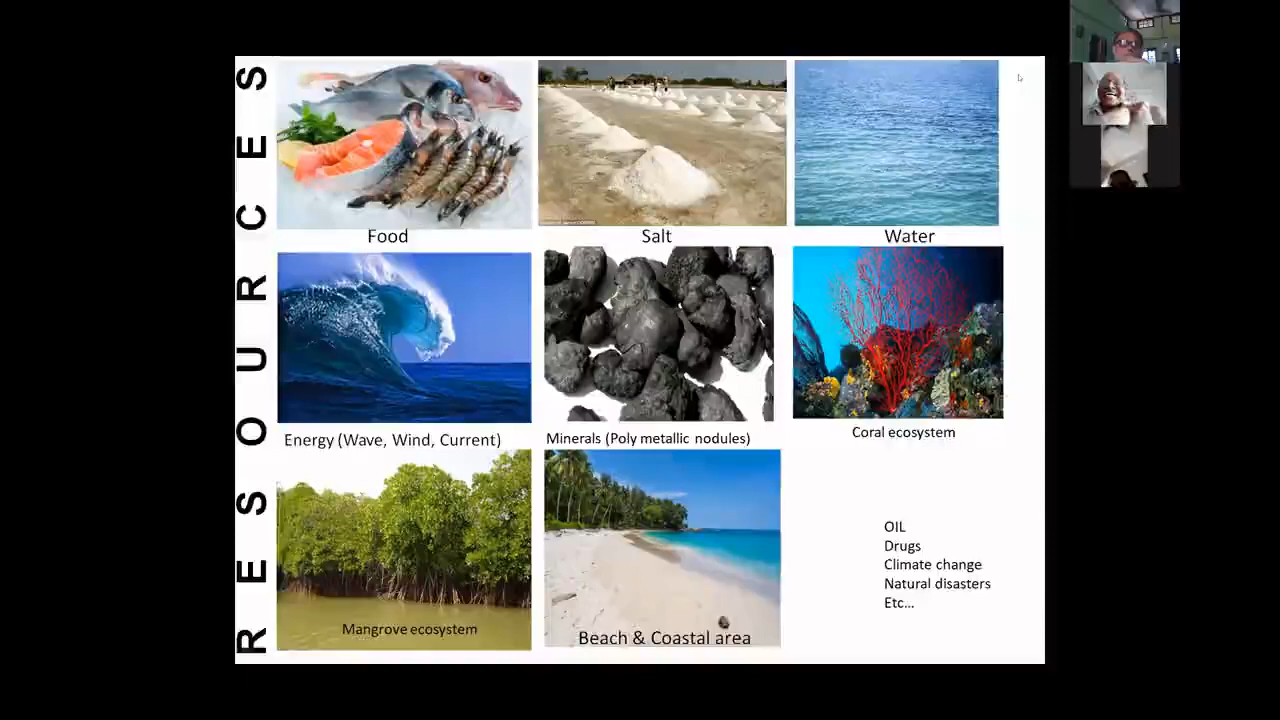 RESOURCES
Food
Salt
Water
Energy (Wave, Wind, Current)
Minerals (Poly metallic nodules)
Coral ecosystem
Mangrove ecosystem
Beach & Coastal area
OIL
Drugs
Climate change
Natural disasters
Etc...